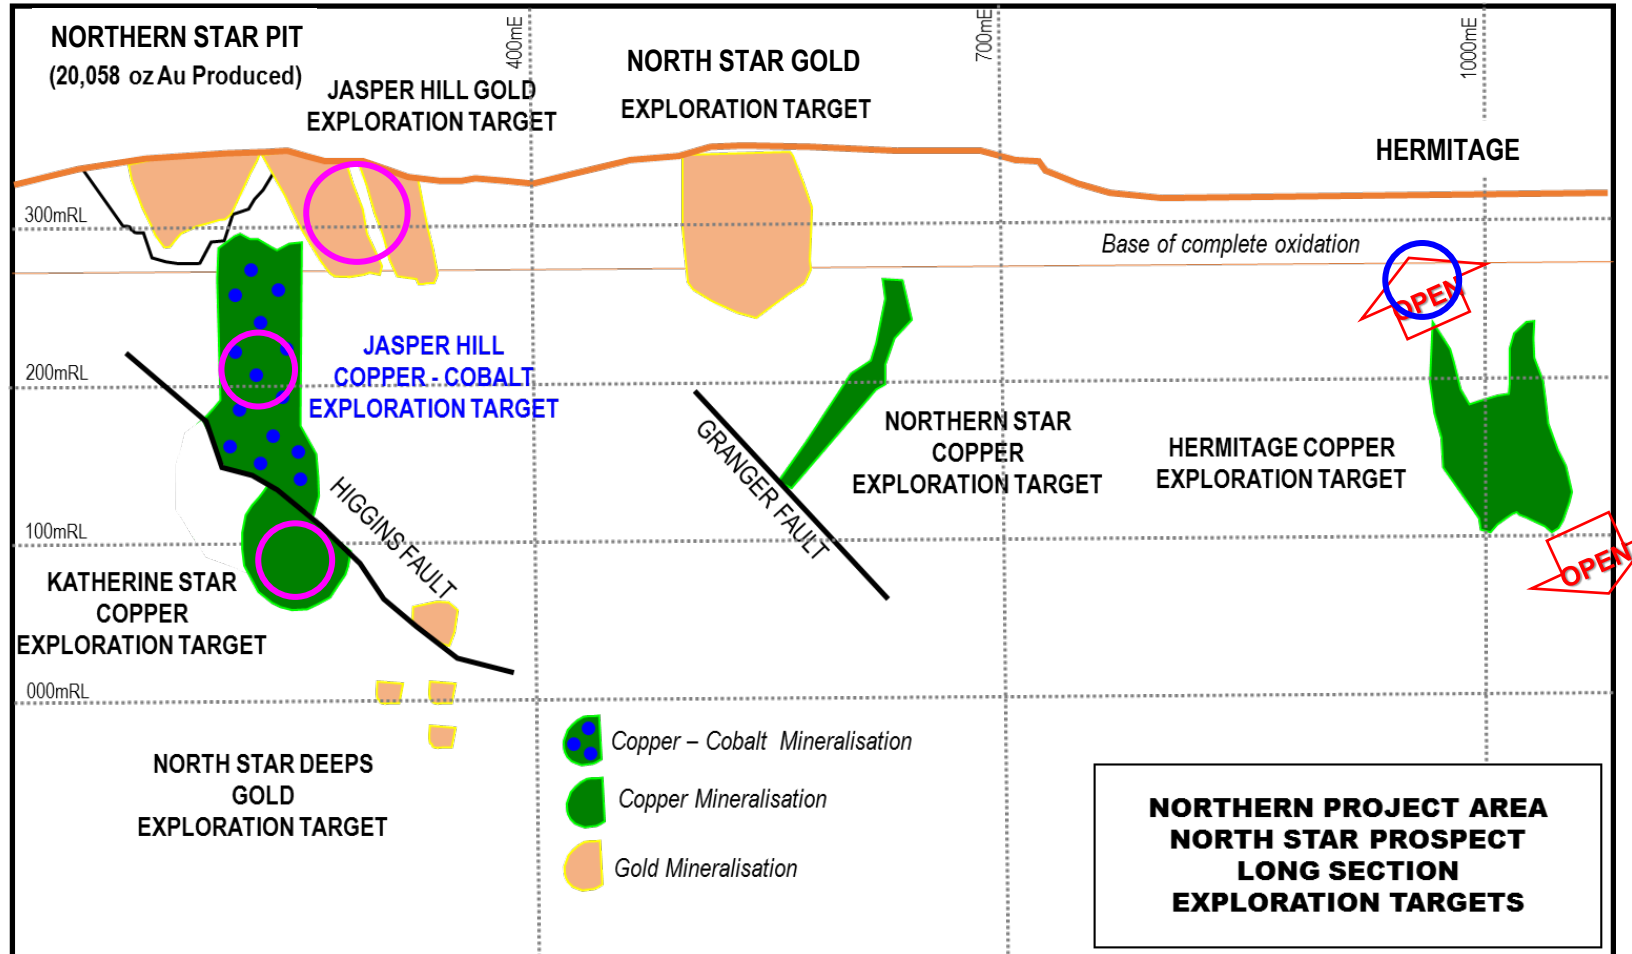 NORTHERN STAR PIT
(20,058 oz Au Produced)
JASPER HILL GOLD
EXPLORATION TARGET
400mE
NORTH STAR GOLD
EXPLORATION TARGET
700mE
1000mE
HERMITAGE
300mRL
Base of complete oxidation
OPEN
200mRL
JASPER HILL
COPPER - COBALT
EXPLORATION TARGET
GRANGER FAULT
NORTHERN STAR
COPPER
EXPLORATION TARGET
HERMITAGE COPPER
EXPLORATION TARGET
HIGGINS FAULT
100mRL
OPEN
KATHERINE STAR
COPPER
EXPLORATION TARGET
000mRL
NORTH STAR DEEPS
GOLD
EXPLORATION TARGET
Copper – Cobalt Mineralisation
Copper Mineralisation
Gold Mineralisation
NORTHERN PROJECT AREA
NORTH STAR PROSPECT
LONG SECTION
EXPLORATION TARGETS